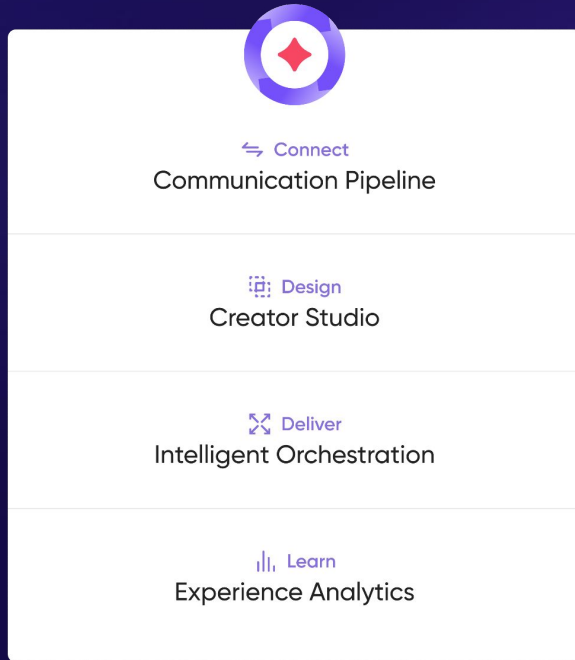 Connect
Communication Pipeline
Design
Creator Studio
Deliver
Intelligent Orchestration
Learn
Experience Analytics